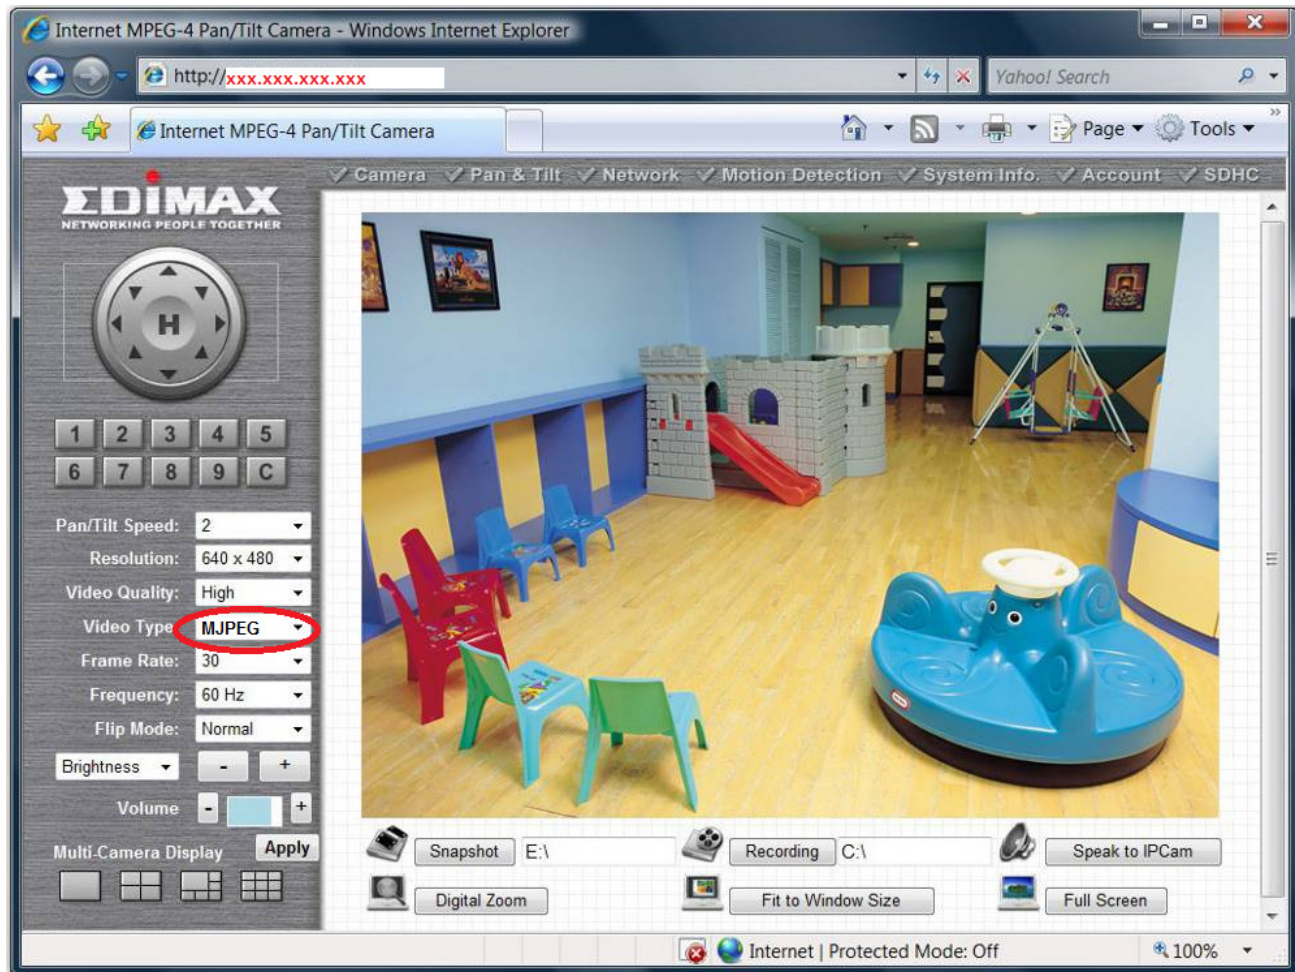 Internet MPEG-4 Pan/Tilt Camera - Windows Internet Explorer
http://xxx.xxx.xxx.xxx
Yahoo! Search
Internet MPEG-4 Pan/Tilt Camera
Page
Tools
EDIMAX
NETWORKING PEOPLE TOGETHER
Camera Pan & Tilt Network Motion Detection System Info. Account SDHC
H
1 2 3 4 5
6 7 8 9 C
Pan/Tilt Speed: 2
Resolution: 640 x 480
Video Quality: High
Video Type MJPEG
Frame Rate: 30
Frequency: 60 Hz
Flip Mode: Normal
Brightness - +
Volume - +
Multi-Camera Display Apply
Snapshot E:\ Recording C:\ Speak to IPCam
Digital Zoom Fit to Window Size Full Screen
Internet | Protected Mode: Off 100%